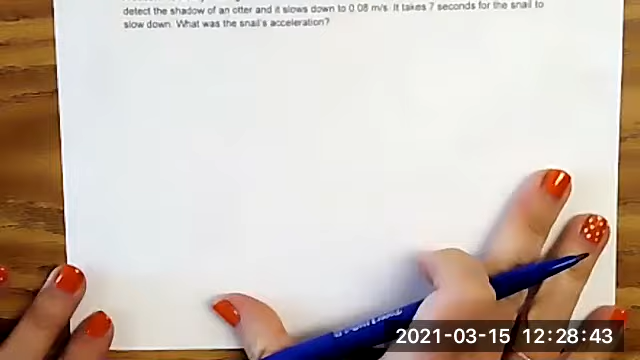 detect the shadow of an otter and it slows down to 0.08 m/s. It takes 7 seconds for the snail to
slow down. What was the snail's acceleration?
2021-03-15 12:28:43